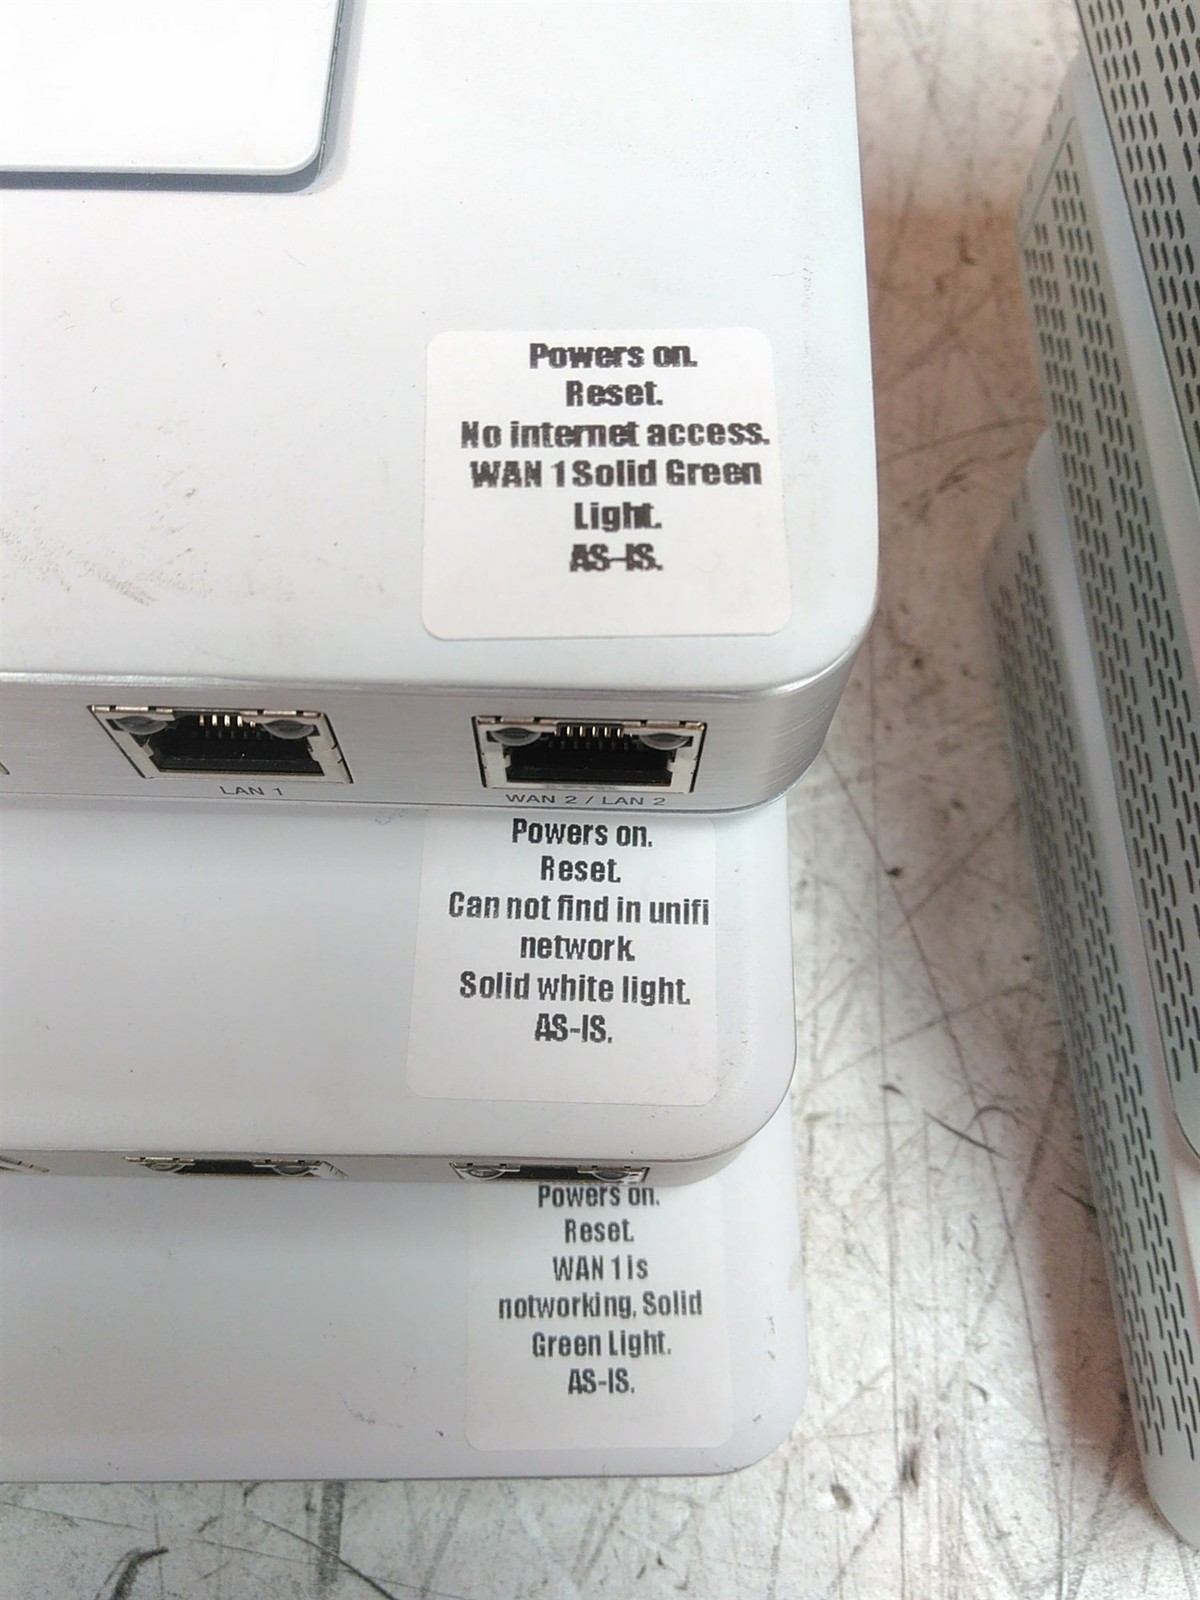 Powers on.
Reset.
No internet access.
WAN 1 Solid Green
Light.
AS-IS.
LAN 1
WAN 2 / LAN 2
Powers on.
Reset.
Can not find in unifi
network.
Solid white light.
AS-IS.
Powers on.
Reset.
WAN 1 is
notworking, Solid
Green Light.
AS-IS.